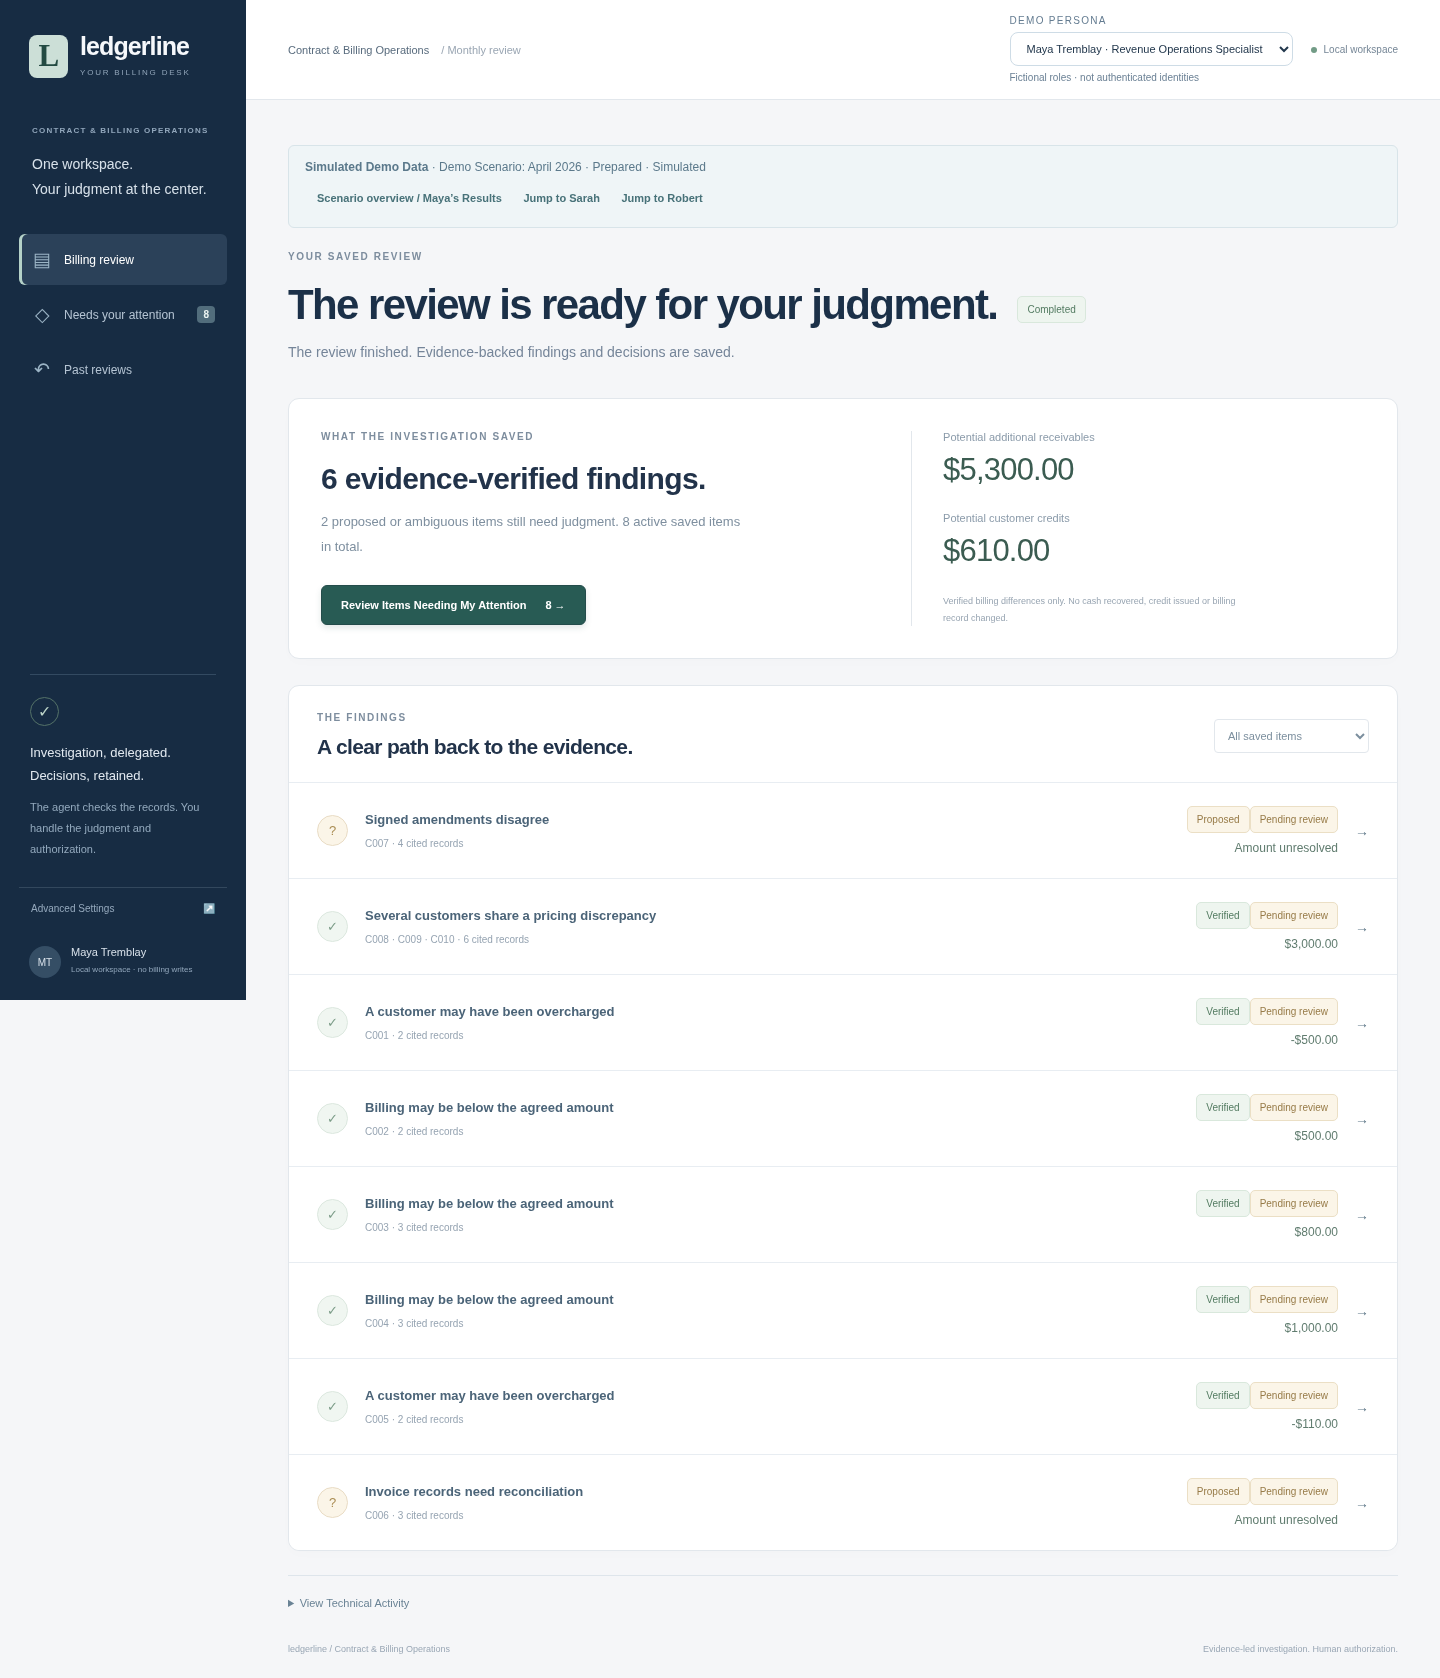 L ledgerline
YOUR BILLING DESK
CONTRACT & BILLING OPERATIONS
One workspace.
Your judgment at the center.
Billing review
Needs your attention 8
Past reviews
Investigation, delegated.
Decisions, retained.
The agent checks the records. You
handle the judgment and
authorization.
Advanced Settings
MT
Maya Tremblay
Local workspace · no billing writes
Contract & Billing Operations / Monthly review
DEMO PERSONA
Maya Tremblay · Revenue Operations Specialist
Fictional roles · not authenticated identities
Local workspace
Simulated Demo Data · Demo Scenario: April 2026 · Prepared · Simulated
Scenario overview / Maya's Results Jump to Sarah Jump to Robert
YOUR SAVED REVIEW
The review is ready for your judgment. Completed
The review finished. Evidence-backed findings and decisions are saved.
WHAT THE INVESTIGATION SAVED
6 evidence-verified findings.
2 proposed or ambiguous items still need judgment. 8 active saved items
in total.
Review Items Needing My Attention 8 →
Potential additional receivables
$5,300.00
Potential customer credits
$610.00
Verified billing differences only. No cash recovered, credit issued or billing
record changed.
THE FINDINGS
A clear path back to the evidence.
All saved items
? Signed amendments disagree
C007 · 4 cited records
Proposed Pending review
Amount unresolved →
✓ Several customers share a pricing discrepancy
C008 · C009 · C010 · 6 cited records
Verified Pending review
$3,000.00 →
✓ A customer may have been overcharged
C001 · 2 cited records
Verified Pending review
-$500.00 →
✓ Billing may be below the agreed amount
C002 · 2 cited records
Verified Pending review
$500.00 →
✓ Billing may be below the agreed amount
C003 · 3 cited records
Verified Pending review
$800.00 →
✓ Billing may be below the agreed amount
C004 · 3 cited records
Verified Pending review
$1,000.00 →
✓ A customer may have been overcharged
C005 · 2 cited records
Verified Pending review
-$110.00 →
? Invoice records need reconciliation
C006 · 3 cited records
Proposed Pending review
Amount unresolved →
View Technical Activity
ledgerline / Contract & Billing Operations
Evidence-led investigation. Human authorization.